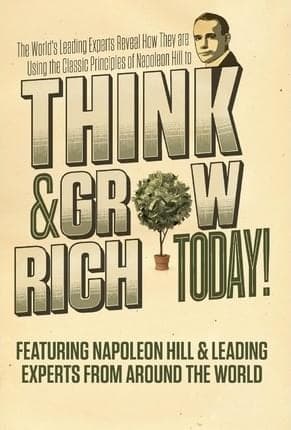 The World's Leading Experts Reveal How They are
Using the Classic Principles of Napoleon Hill to
THINK
&GROW
RICH
TODAY!
FEATURING NAPOLEON HILL & LEADING
EXPERTS FROM AROUND THE WORLD